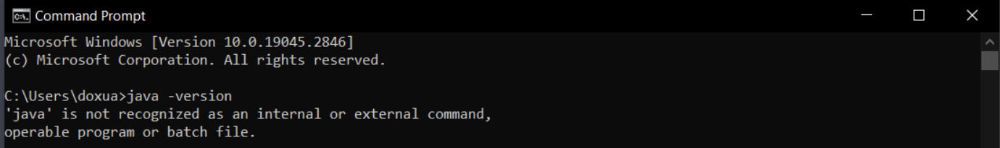 Command Prompt
Microsoft Windows [Version 10.0.19045.2846]
(c) Microsoft Corporation. All rights reserved.
C:\Users\doxua>java -version
'java' is not recognized as an internal or external command,
operable program or batch file.